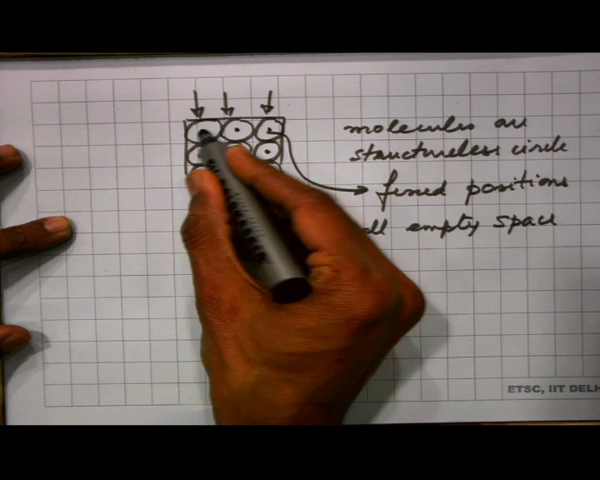 molecules are
structureless circle
fixed positions
empty space
ETSC, IIT DELH